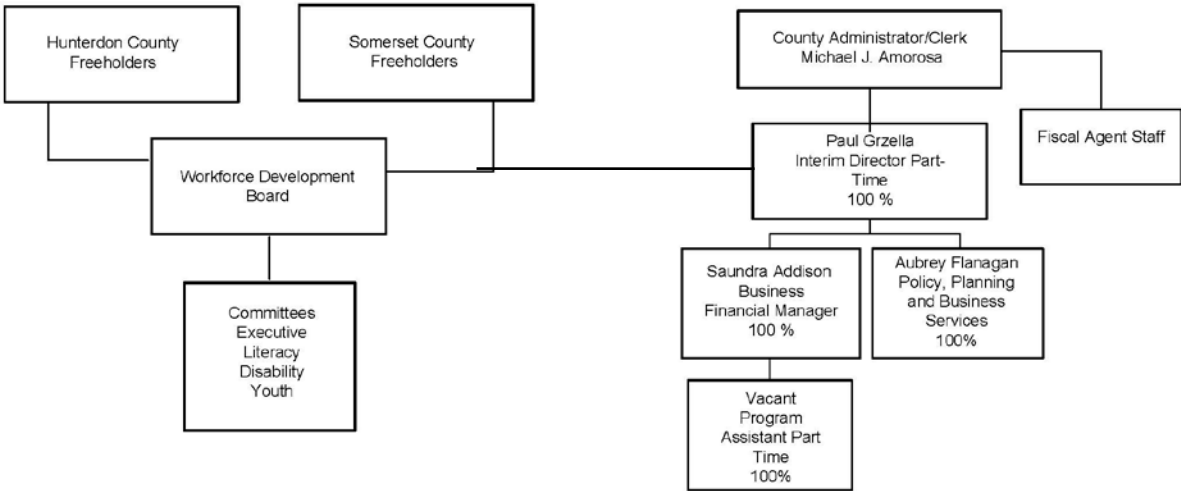 Hunterdon County
Freeholders
Somerset County
Freeholders
County Administrator/Clerk
Michael J. Amorosa
Fiscal Agent Staff
Paul Grzella
Interim Director Part-
Time
100 %
Workforce Development
Board
Saundra Addison
Business
Financial Manager
100 %
Aubrey Flanagan
Policy, Planning
and Business
Services
100%
Committees
Executive
Literacy
Disability
Youth
Vacant
Program
Assistant Part
Time
100%